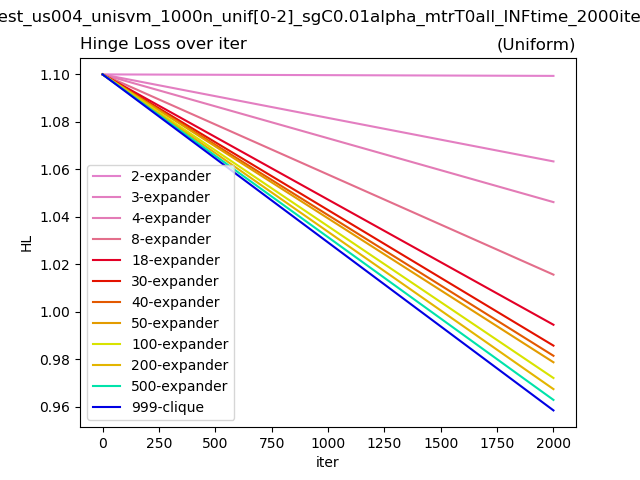 est_us004_unisvm_1000n_unif[0-2]_sgC0.01alpha_mtrT0all_INFtime_2000ite
Hinge Loss over iter
(Uniform)
HL
1.10
1.08
1.06
1.04
1.02
1.00
0.98
0.96
2-expander
3-expander
4-expander
8-expander
18-expander
30-expander
40-expander
50-expander
100-expander
200-expander
500-expander
999-clique
0 250 500 750 1000 1250 1500 1750 2000
iter